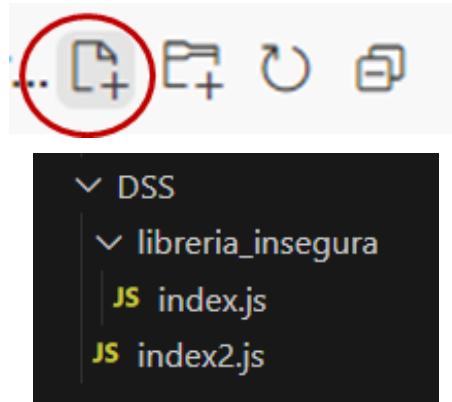 ...
DSS
libreria_insegura
JS index.js
JS index2.js